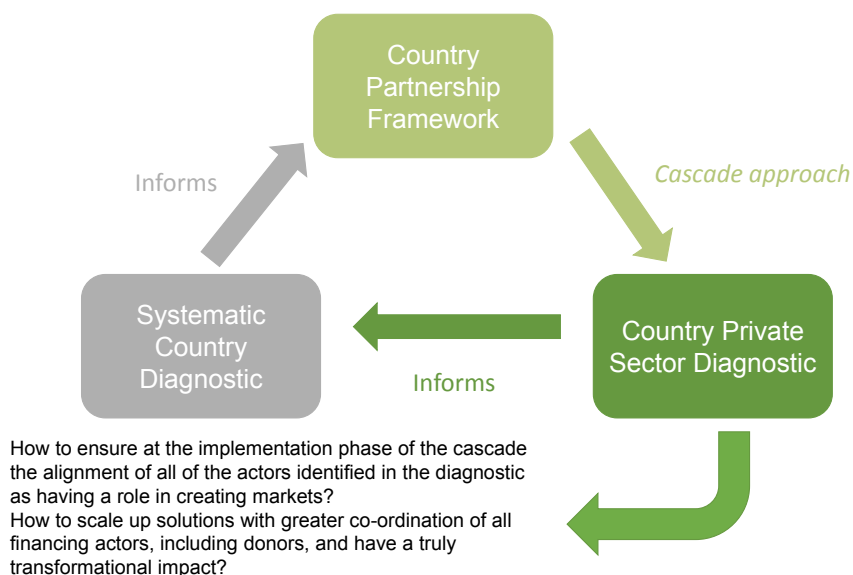 Country
Partnership
Framework
Informs
Cascade approach
Systematic
Country
Diagnostic
Country Private
Sector Diagnostic
Informs
How to ensure at the implementation phase of the cascade
the alignment of all of the actors identified in the diagnostic
as having a role in creating markets?
How to scale up solutions with greater co-ordination of all
financing actors, including donors, and have a truly
transformational impact?